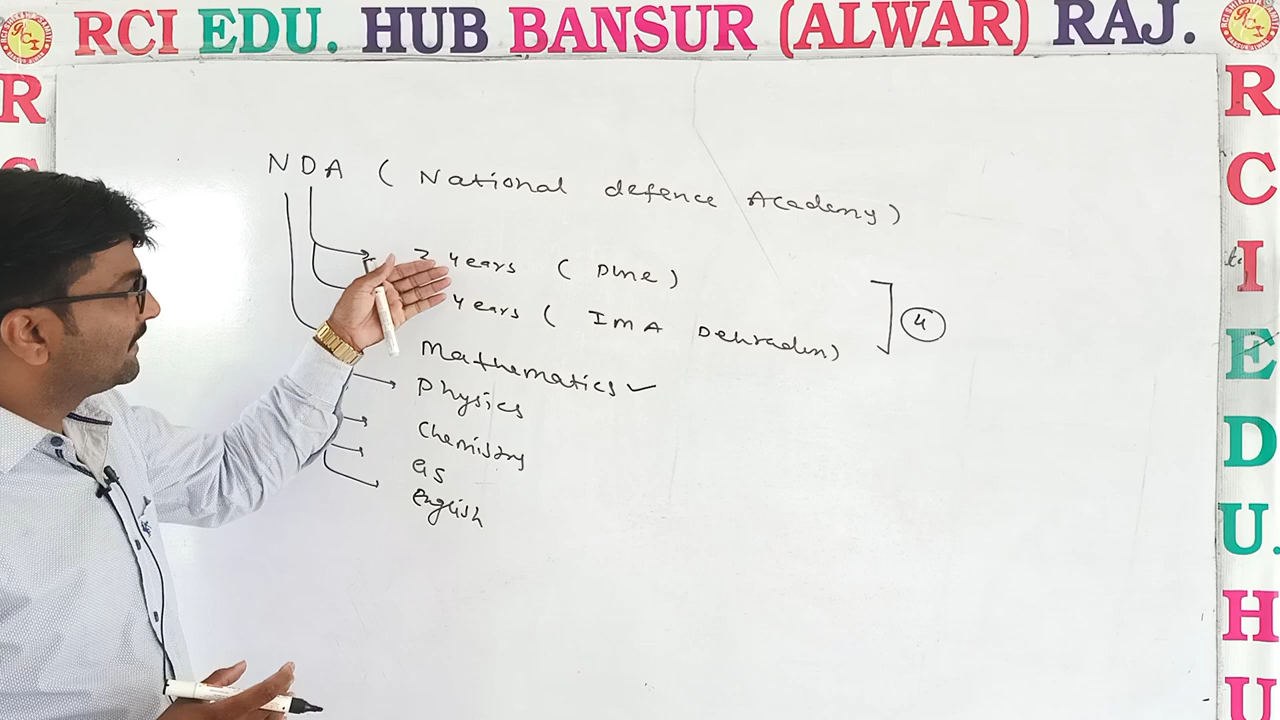 RCI EDU. HUB BANSUR (ALWAR) RAJ.
NDA ( National defence Academy )
3 years ( Pune )
years ( IMA Dehradun )
4
Mathematics ✓
Physics
Chemistry
GS
English
R
R
C
I
E
D
U.
H
U